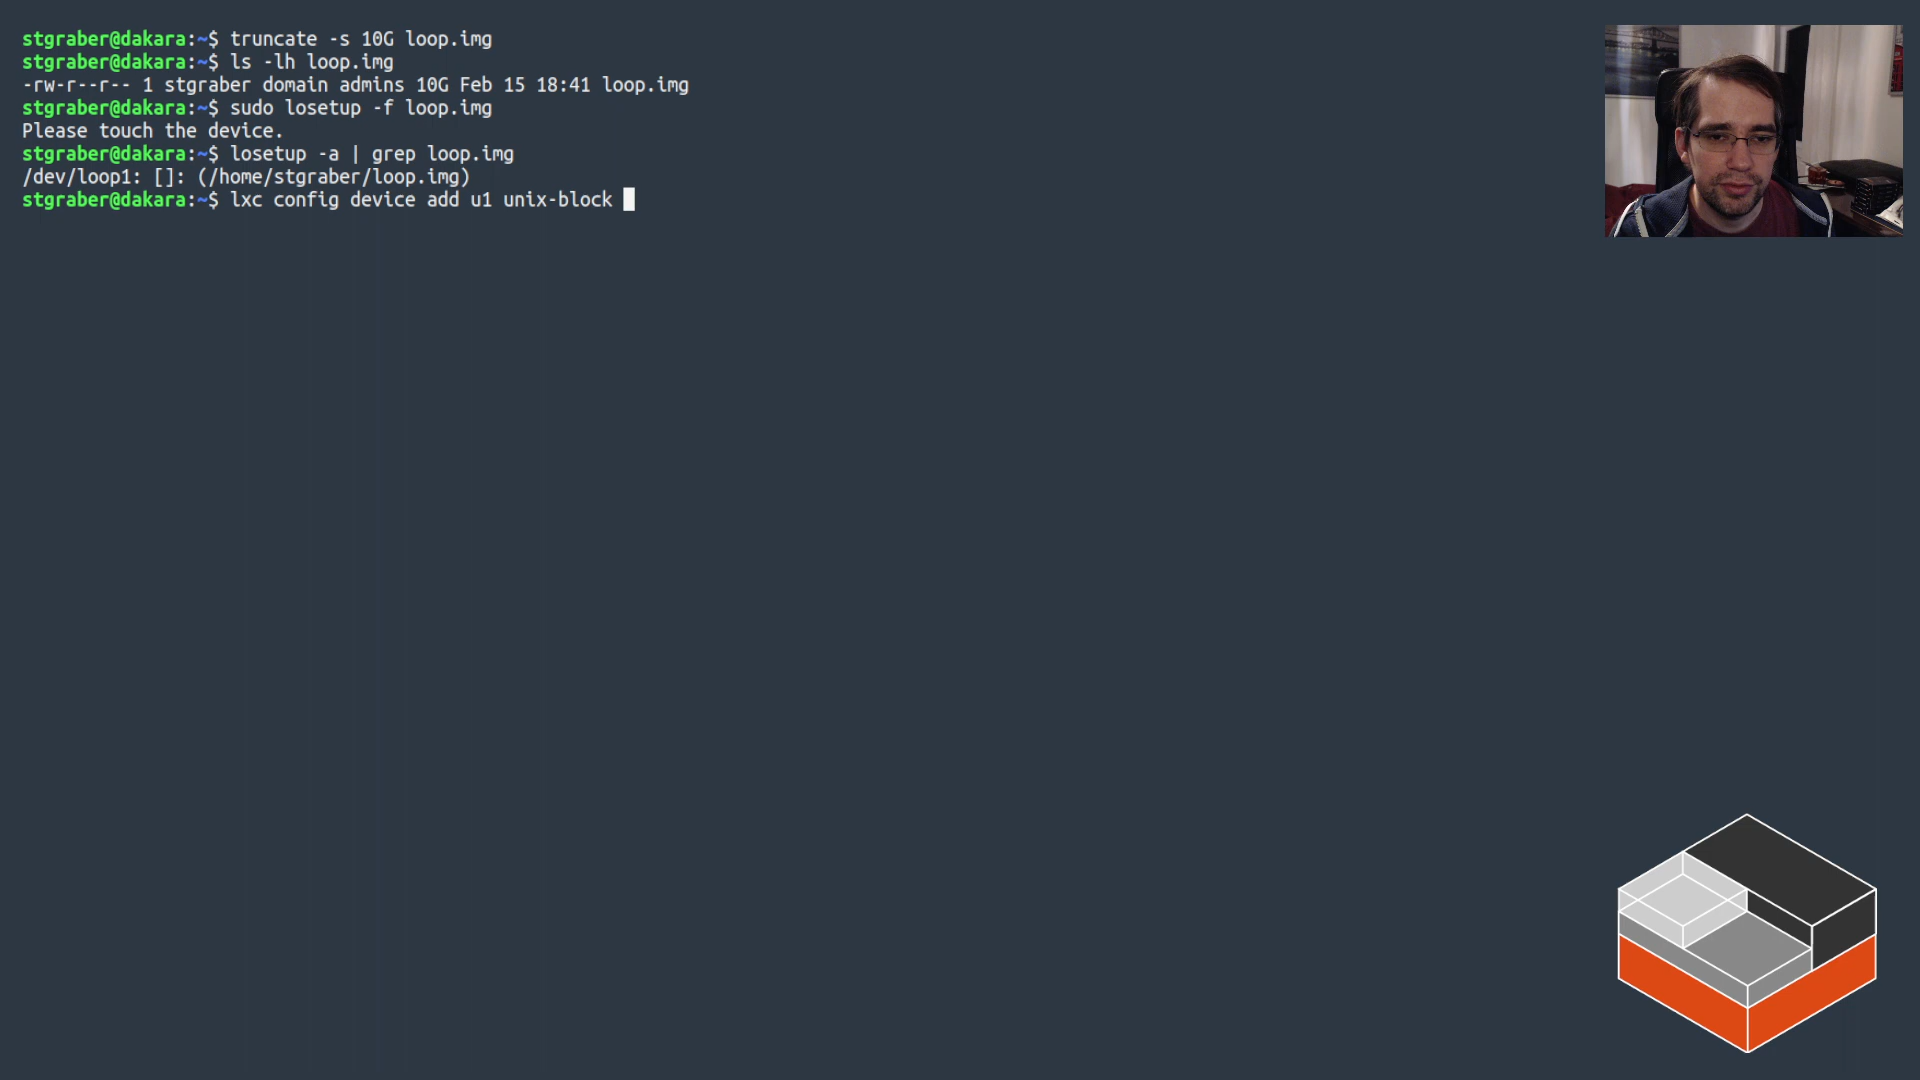 stgraber@dakara:~$ truncate -s 10G loop.img
stgraber@dakara:~$ ls -lh loop.img
-rw-r--r-- 1 stgraber domain admins 10G Feb 15 18:41 loop.img
stgraber@dakara:~$ sudo losetup -f loop.img
Please touch the device.
stgraber@dakara:~$ losetup -a | grep loop.img
/dev/loop1: []: (/home/stgraber/loop.img)
stgraber@dakara:~$ lxc config device add u1 unix-block